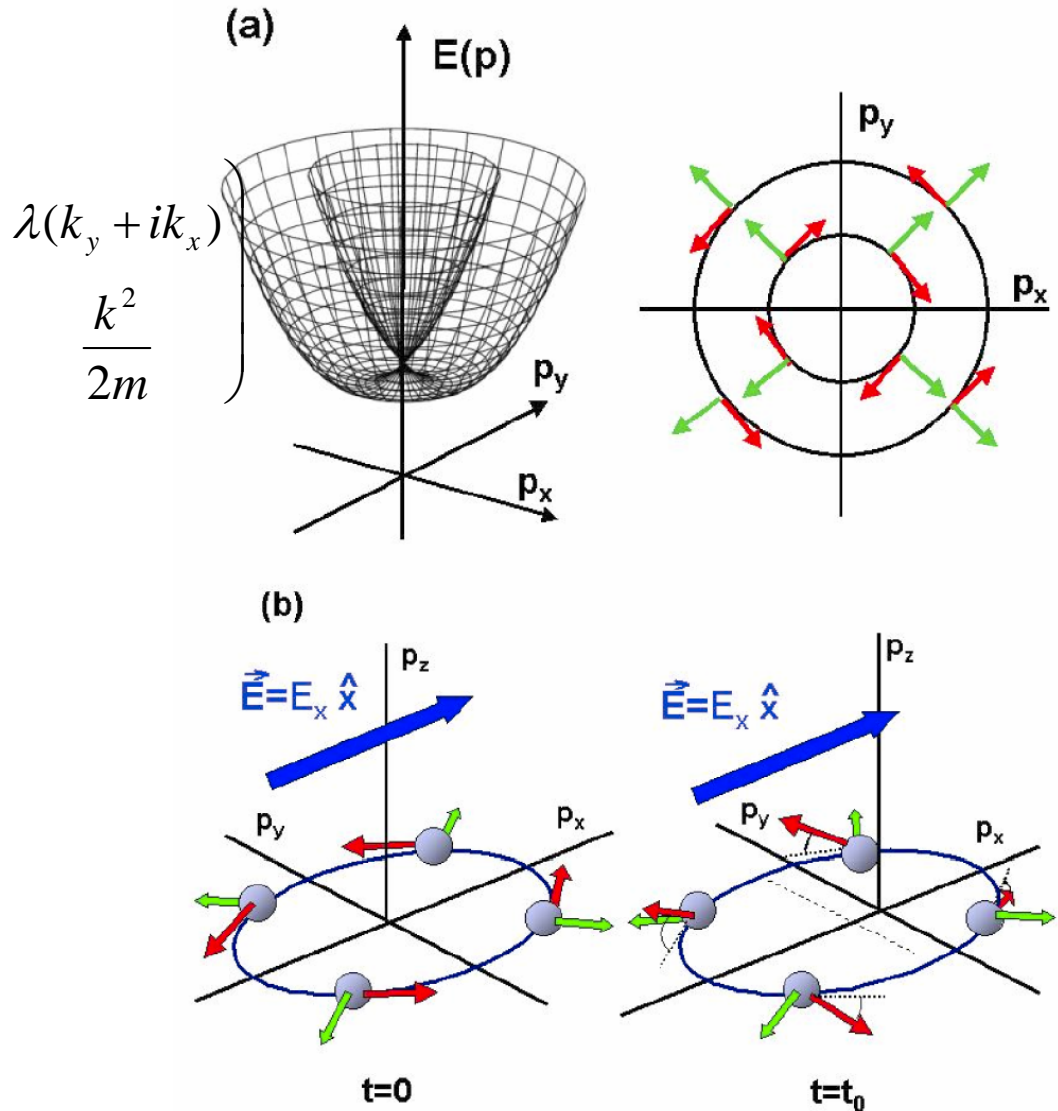 (a)
E(p)
p_y
p_x
λ(k_y + ik_x)
k^2
2m
p_y
p_x
(b)
p_z
E⃗=E_x x̂
p_y
p_x
t=0
p_z
E⃗=E_x x̂
p_y
p_x
t=t_0